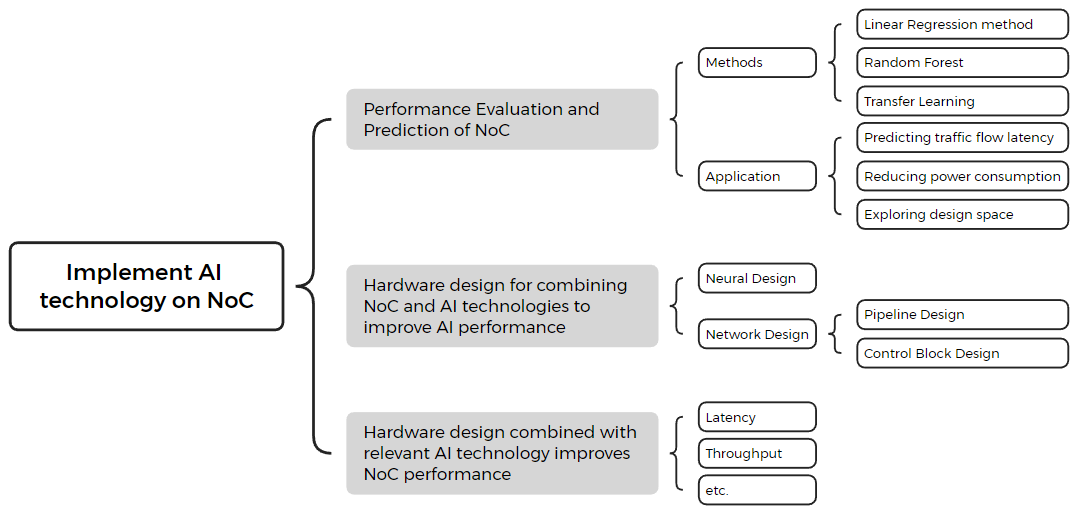 Implement AI
technology on NoC
Performance Evaluation and
Prediction of NoC
Methods
Linear Regression method
Random Forest
Transfer Learning
Application
Predicting traffic flow latency
Reducing power consumption
Exploring design space
Hardware design for combining
NoC and AI technologies to
improve AI performance
Neural Design
Network Design
Pipeline Design
Control Block Design
Hardware design combined with
relevant AI technology improves
NoC performance
Latency
Throughput
etc.